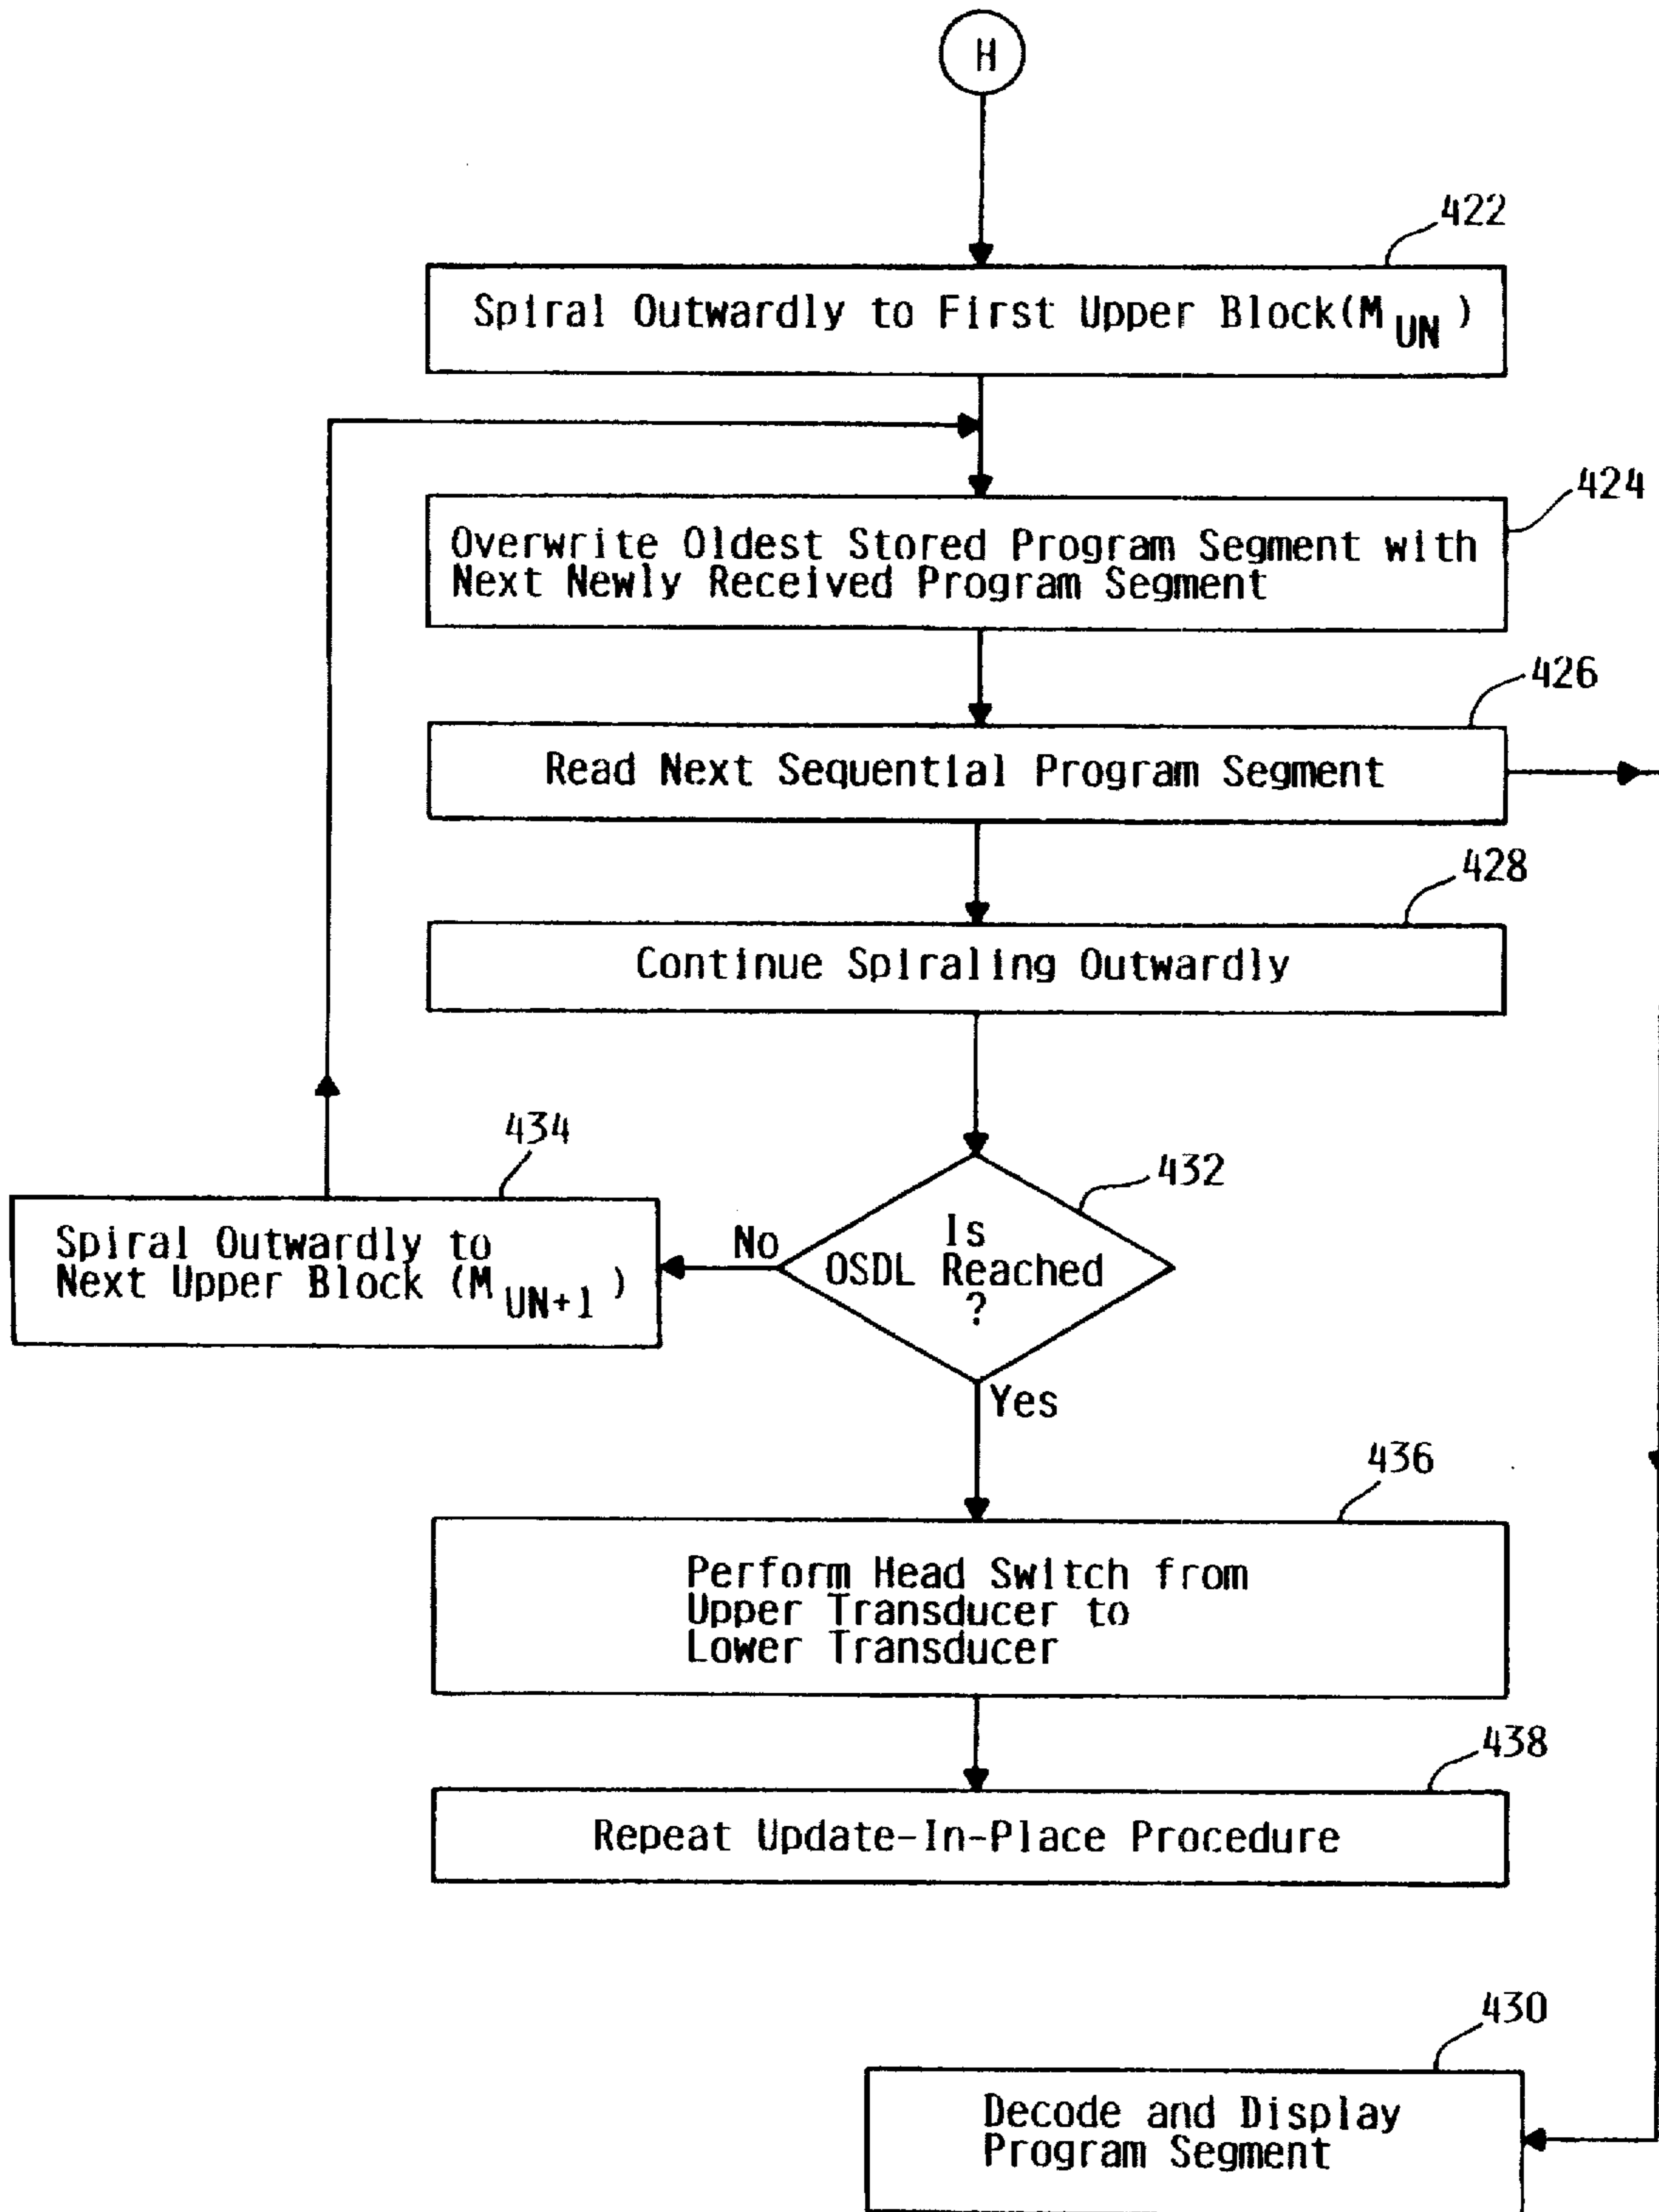 H
422
Spiral Outwardly to First Upper Block(M UN )
424
Overwrite Oldest Stored Program Segment with
Next Newly Received Program Segment
426
Read Next Sequential Program Segment
428
Continue Spiraling Outwardly
434
Spiral Outwardly to
Next Upper Block (M UN+1 )
No
432
Is
OSDL Reached
?
Yes
436
Perform Head Switch from
Upper Transducer to
Lower Transducer
438
Repeat Update-In-Place Procedure
430
Decode and Display
Program Segment